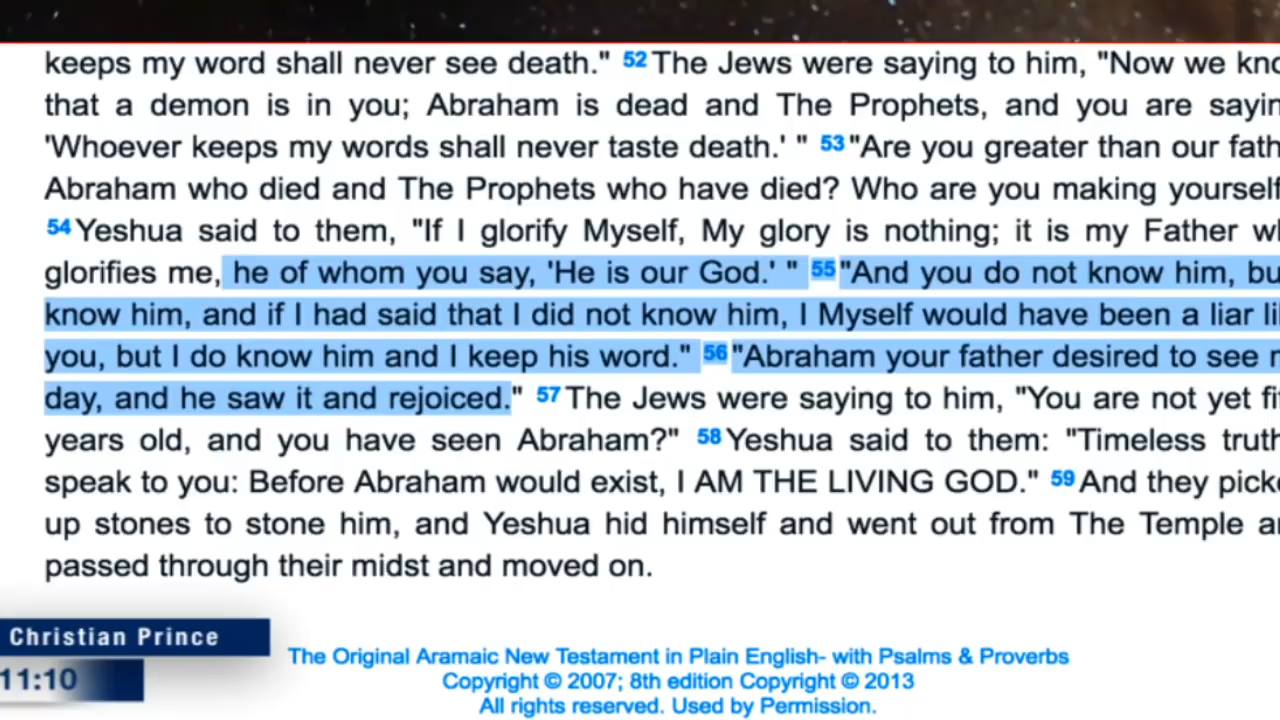 keeps my word shall never see death." 52 The Jews were saying to him, "Now we
that a demon is in you; Abraham is dead and The Prophets, and you are
'Whoever keeps my words shall never taste death.' " 53 "Are you greater than our
Abraham who died and The Prophets who have died? Who are you making yourself
54 Yeshua said to them, "If I glorify Myself, My glory is nothing; it is my Father
glorifies me, he of whom you say, 'He is our God.' " 55 "And you do not know him,
know him, and if I had said that I did not know him, I Myself would have been a liar
you, but I do know him and I keep his word." 56 "Abraham your father desired to see
day, and he saw it and rejoiced." 57 The Jews were saying to him, "You are not yet
years old, and you have seen Abraham?" 58 Yeshua said to them: "Timeless
speak to you: Before Abraham would exist, I AM THE LIVING GOD." 59 And they
up stones to stone him, and Yeshua hid himself and went out from The Temple
passed through their midst and moved on.
Christian Prince
11:10
The Original Aramaic New Testament in Plain English- with Psalms & Proverbs
Copyright © 2007; 8th edition Copyright © 2013
All rights reserved. Used by Permission.